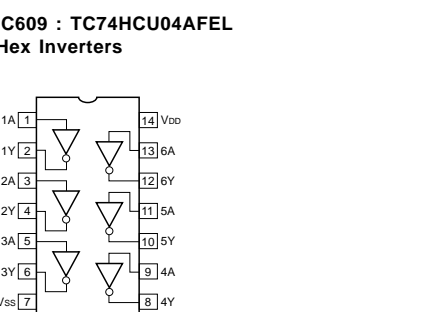 C609 : TC74HCU04AFEL
Hex Inverters
1A 1 14 VDD
1Y 2 13 6A
2A 3 12 6Y
2Y 4 11 5A
3A 5 10 5Y
3Y 6 9 4A
Vss 7 8 4Y